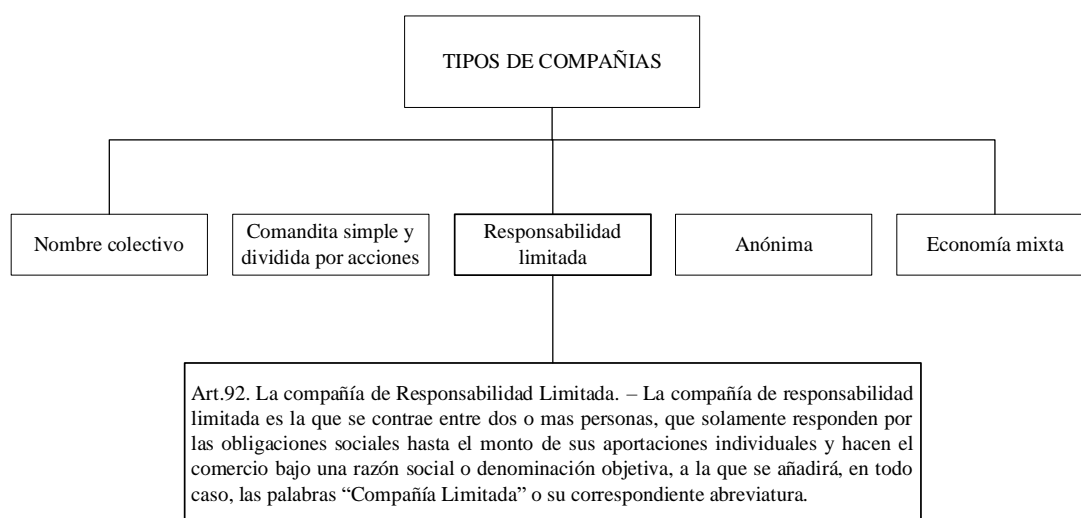 TIPOS DE COMPAÑIAS
Nombre colectivo
Comandita simple y
dividida por acciones
Responsabilidad
limitada
Anónima
Economía mixta
Art.92. La compañía de Responsabilidad Limitada. – La compañía de responsabilidad
limitada es la que se contrae entre dos o mas personas, que solamente responden por
las obligaciones sociales hasta el monto de sus aportaciones individuales y hacen el
comercio bajo una razón social o denominación objetiva, a la que se añadirá, en todo
caso, las palabras “Compañía Limitada” o su correspondiente abreviatura.